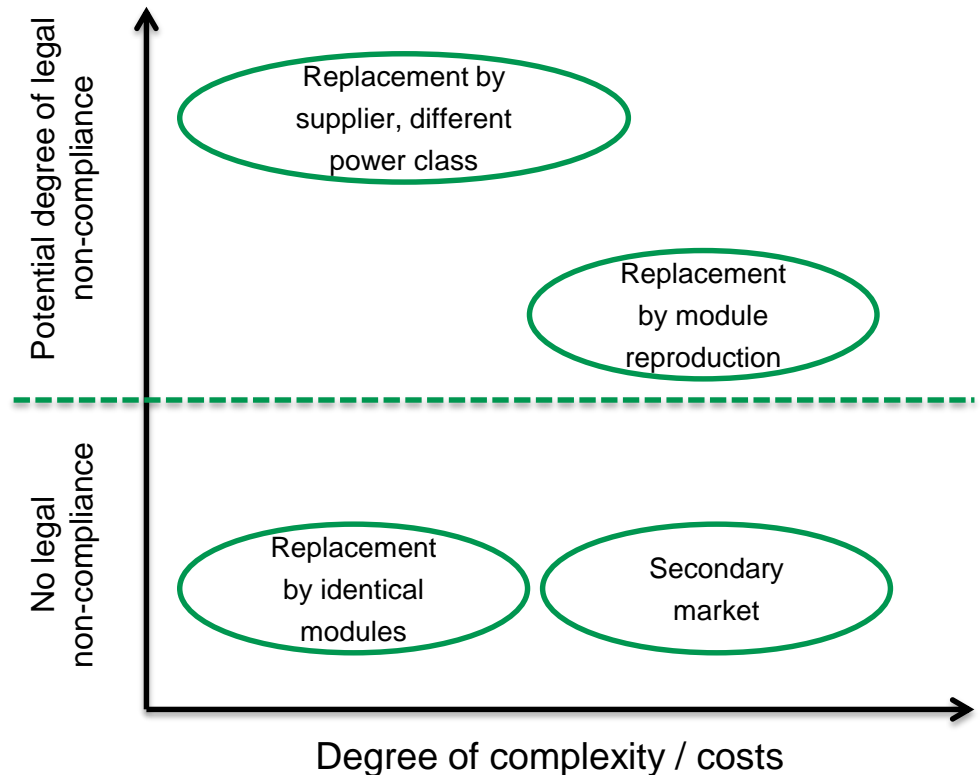 Potential degree of legal
non-compliance
Replacement by
supplier, different
power class
Replacement
by module
reproduction
No legal
non-compliance
Replacement
by identical
modules
Secondary
market
Degree of complexity / costs